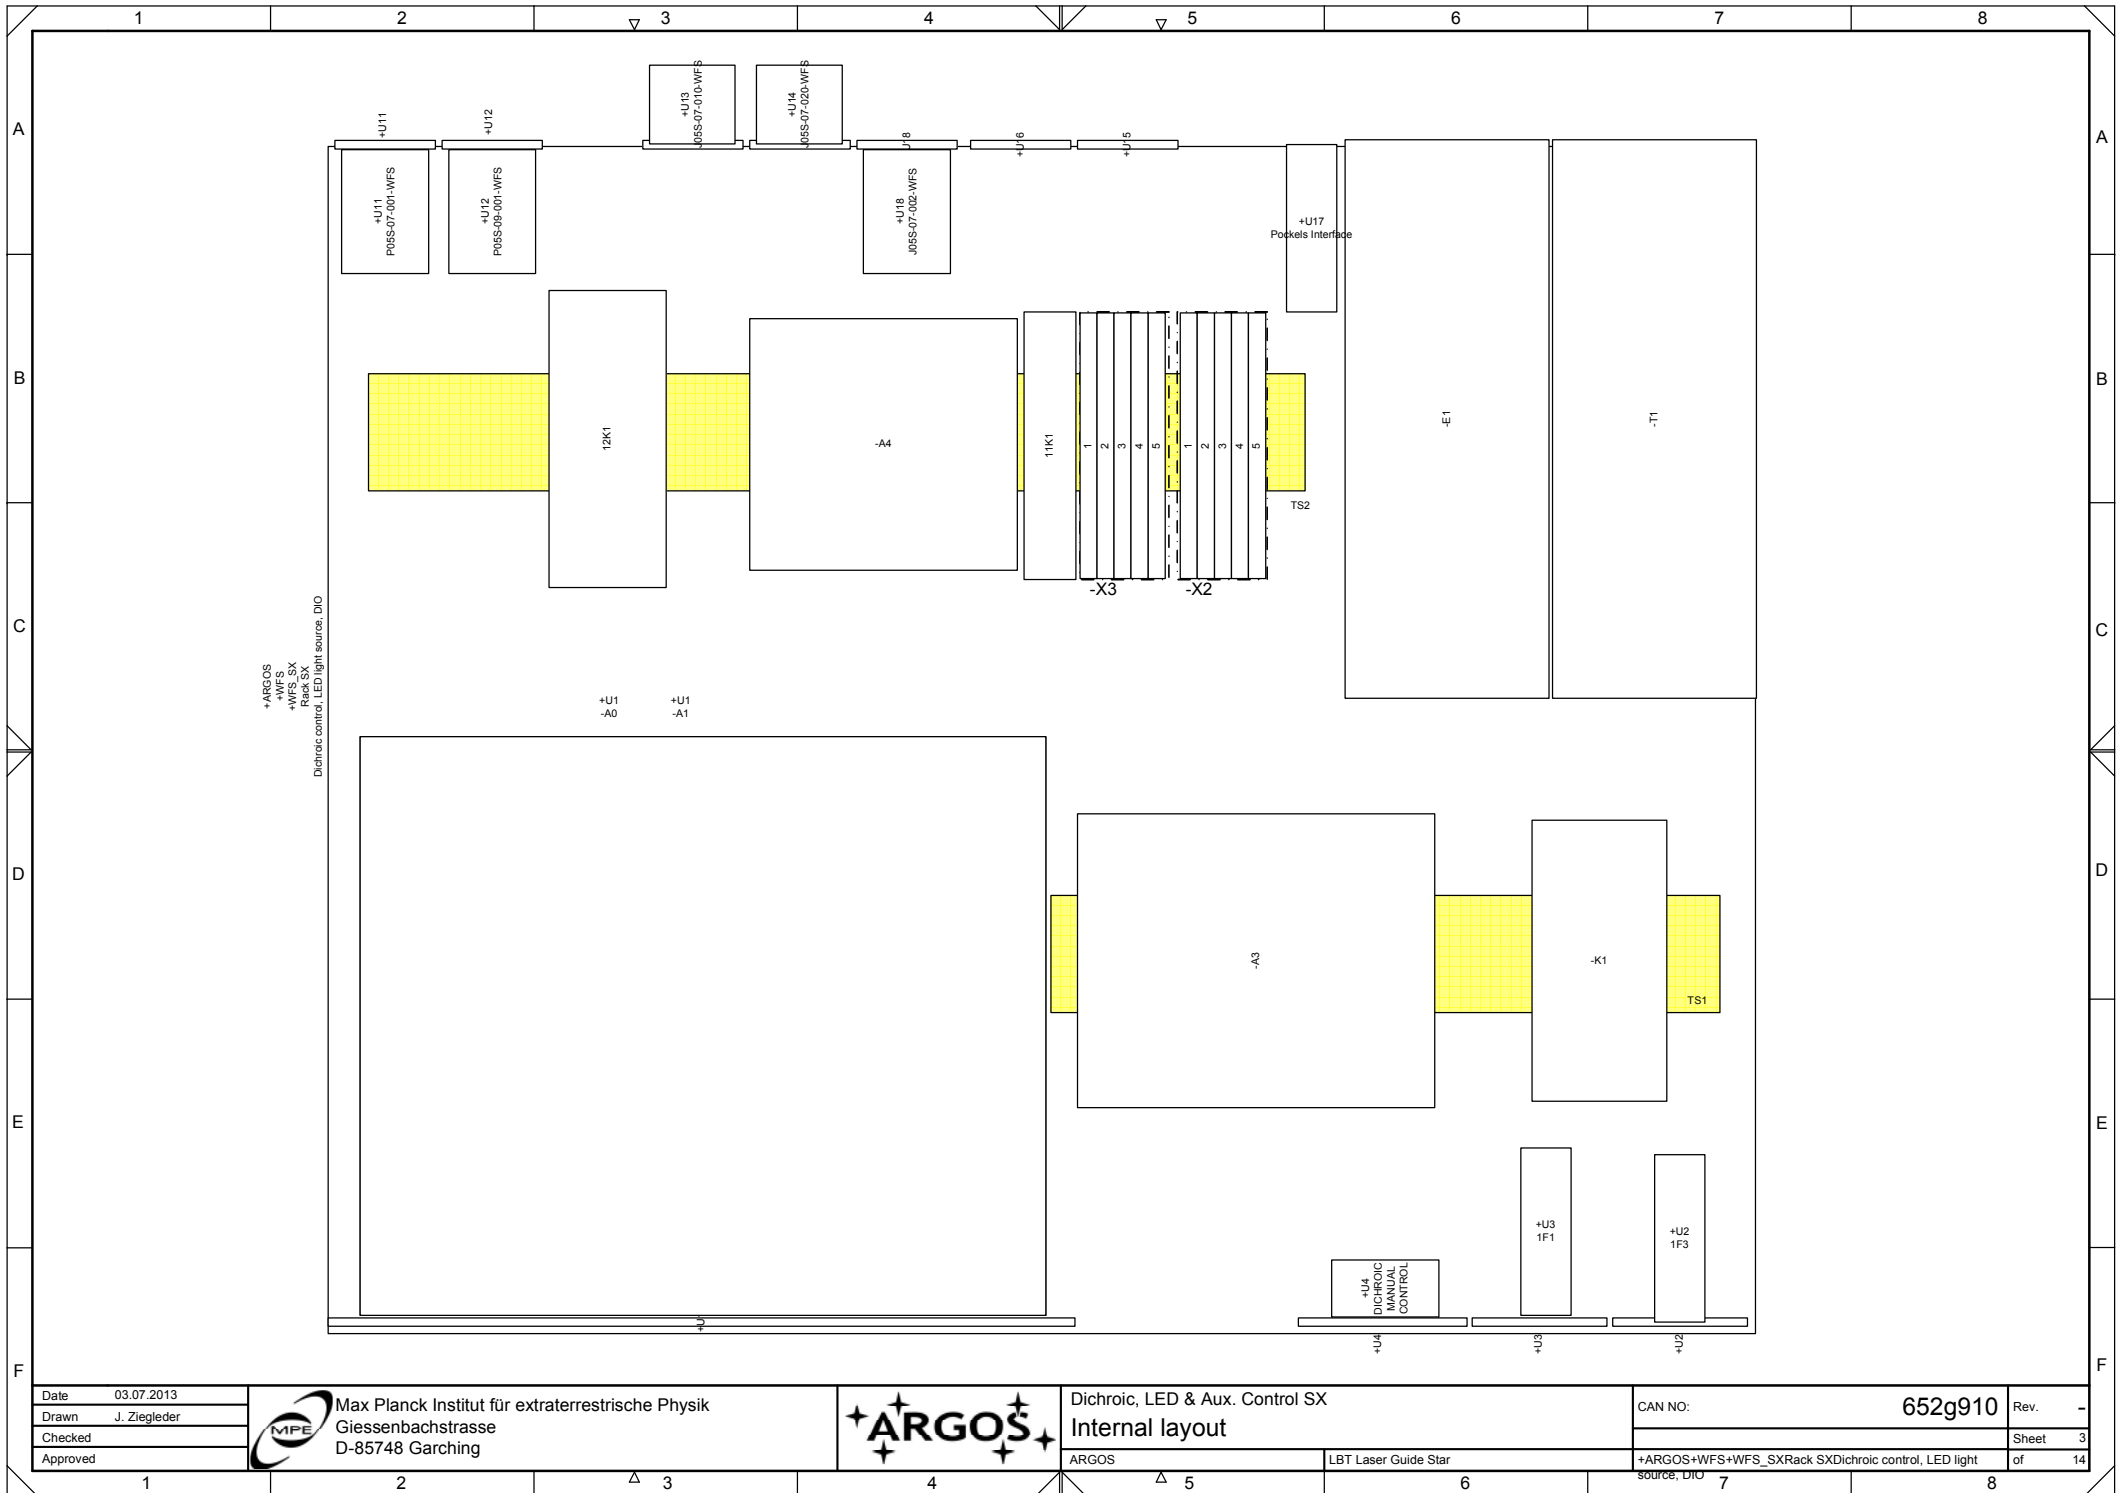 1 2 3 4 5 6 7 8
A
A
+U11
+U12
+U13
J05S-07-010-WFS
+U14
J05S-07-020-WFS
+U16
+U15
+U11
P05S-07-001-WFS
+U12
P05S-09-001-WFS
+U18
J05S-07-002-WFS
+U17
Pockels Interface
B
B
12K1
-A4
11K1
1 2 3 4 5
1 2 3 4 5
-E1
-T1
TS2
-X3
-X2
C
C
+ARGOS
+WFS
+WFS_SX
Rack SX
Dichroic control, LED light source, DIO
+U1
-A0
+U1
-A1
D
D
-A3
-K1
TS1
E
E
+U3
1F1
+U2
1F3
+U4
DICHROIC
MANUAL
CONTROL
+U4
+U3
+U2
F
F
Date 03.07.2013
Drawn J. Ziegleder
Checked
Approved
MPE
Max Planck Institut für extraterrestrische Physik
Giessenbachstrasse
D-85748 Garching
ARGOS
Dichroic, LED & Aux. Control SX
Internal layout
ARGOS
LBT Laser Guide Star
CAN NO: 652g910
Rev. -
Sheet 3
+ARGOS+WFS+WFS_SXRack SXDichroic control, LED light
source, DIO
of 14
1 2 3 4 5 6 7 8